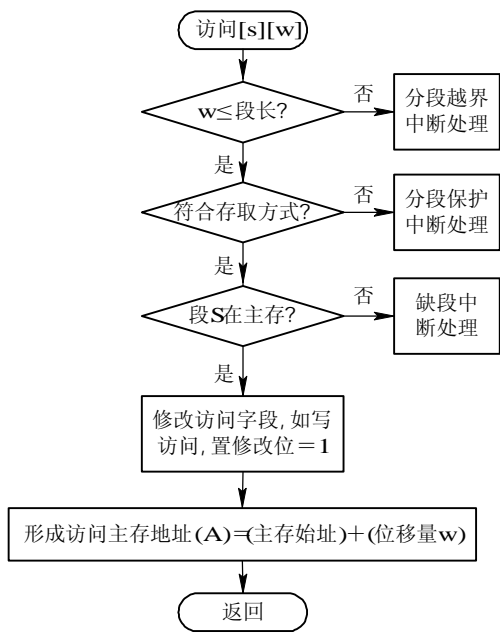 访问[s][w]
w≤段长?
否
分段越界
中断处理
是
符合存取方式?
否
分段保护
中断处理
是
段S在主存?
否
缺段中
断处理
是
修改访问字段, 如写
访问, 置修改位＝1
形成访问主存地址(A)＝(主存始址)＋(位移量w)
返回